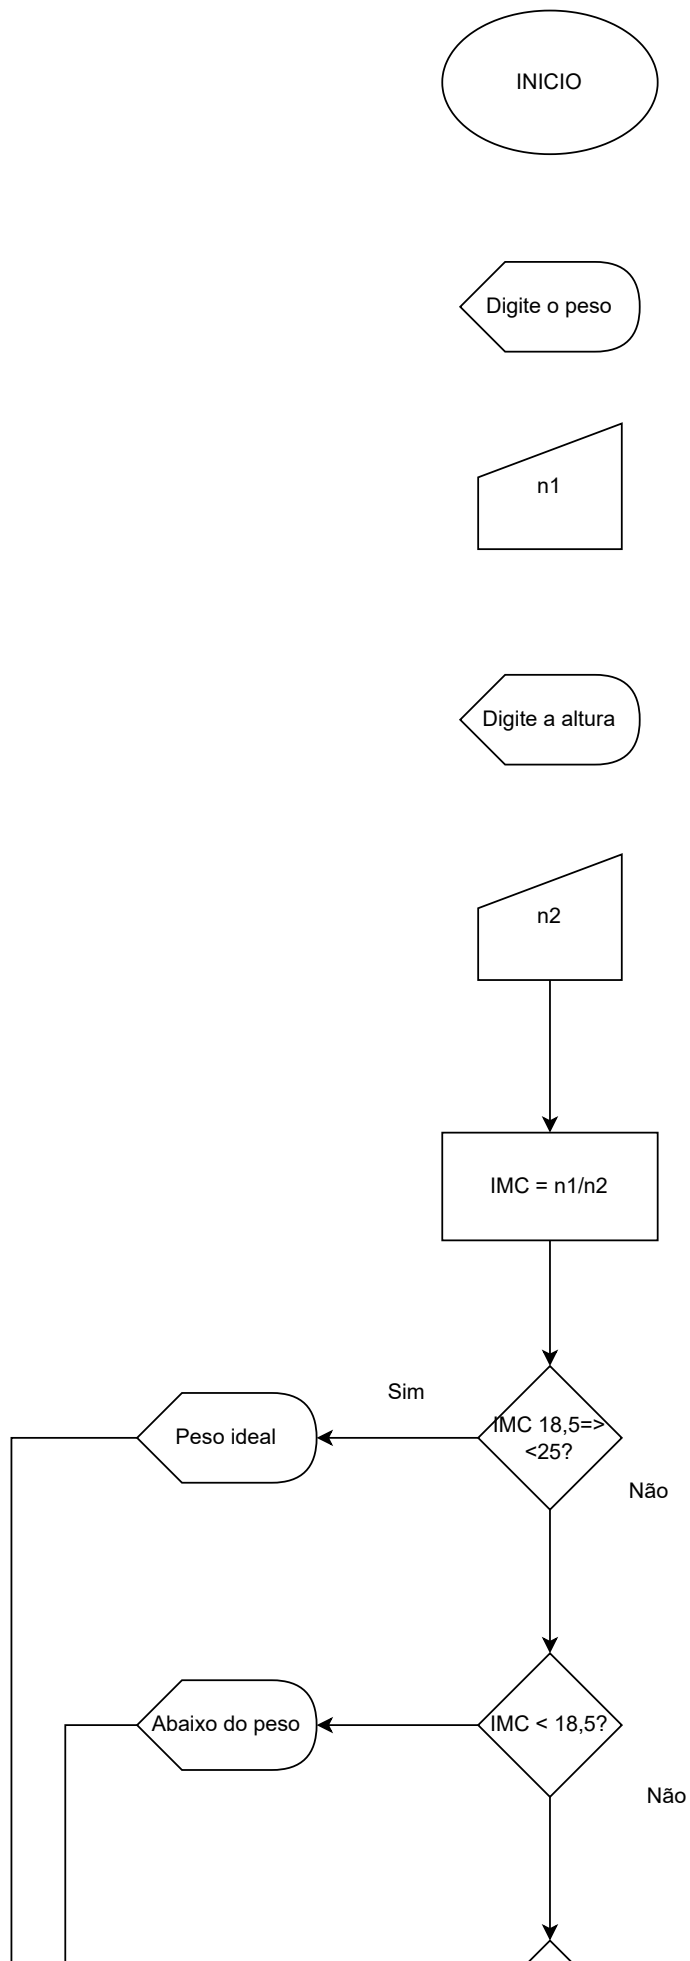 INICIO
Digite o peso
n1
Digite a altura
n2
IMC = n1/n2
Sim
IMC 18,5=>
<25?
Peso ideal
Não
Abaixo do peso
IMC < 18,5?
Não